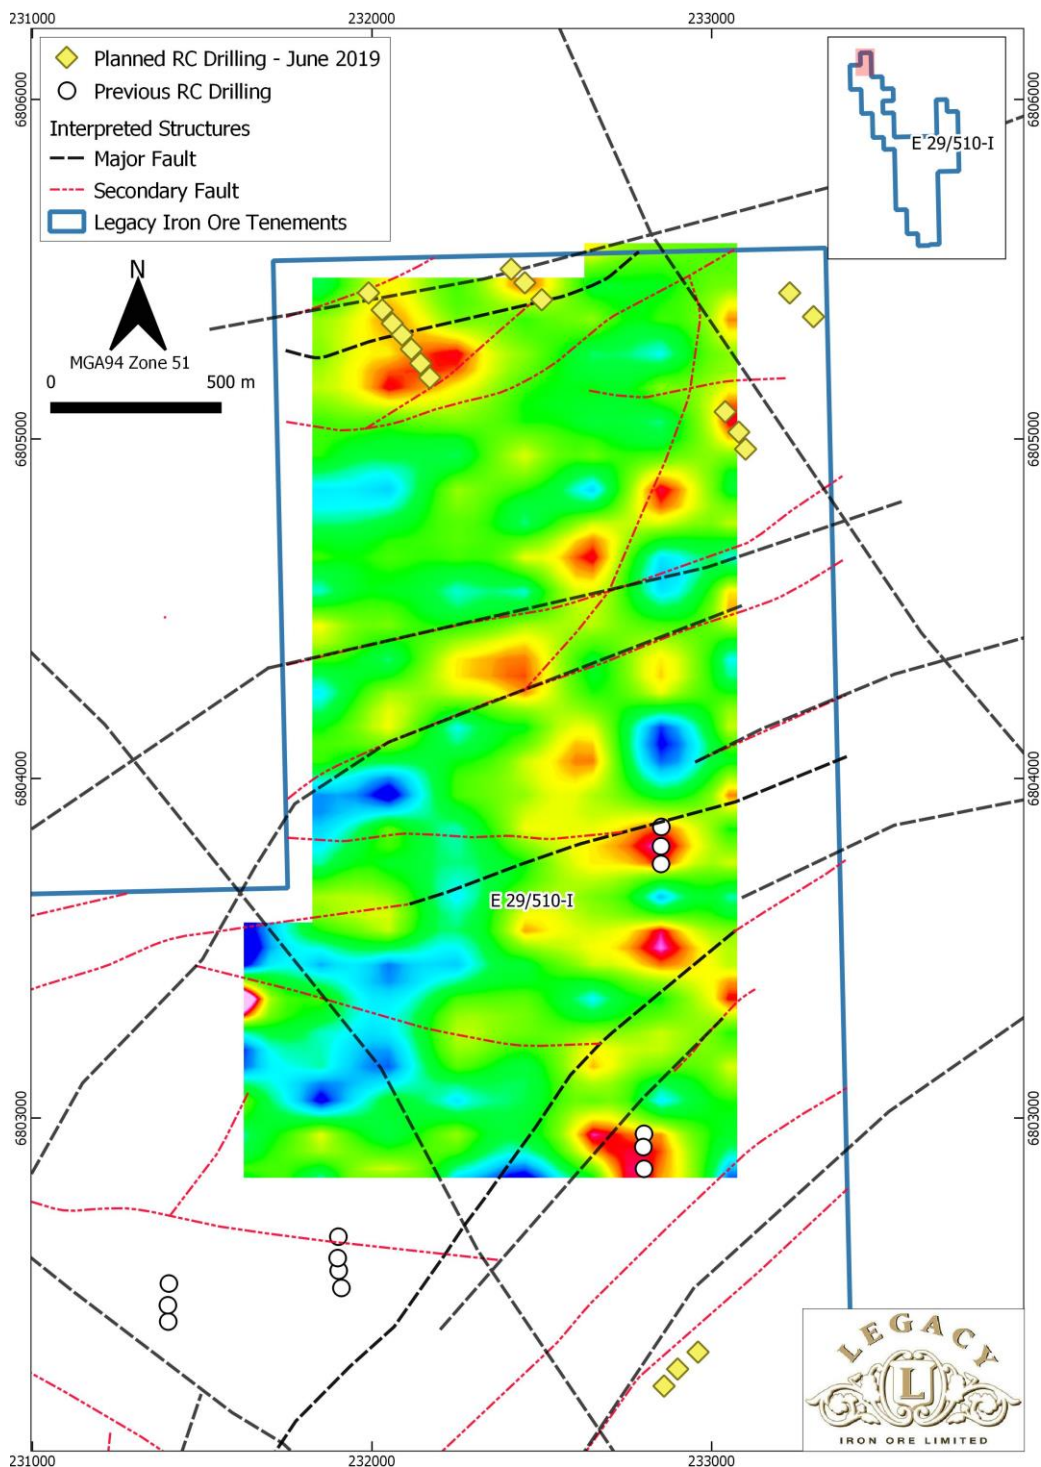 231000
232000
233000
6806000
6805000
6804000
6803000
6806000
6805000
6804000
6803000
Planned RC Drilling - June 2019
Previous RC Drilling
Interpreted Structures
Major Fault
Secondary Fault
Legacy Iron Ore Tenements
E 29/510-I
N
MGA94 Zone 51
0 500 m
E 29/510-I
LEGACY
LJ
IRON ORE LIMITED
231000
232000
233000